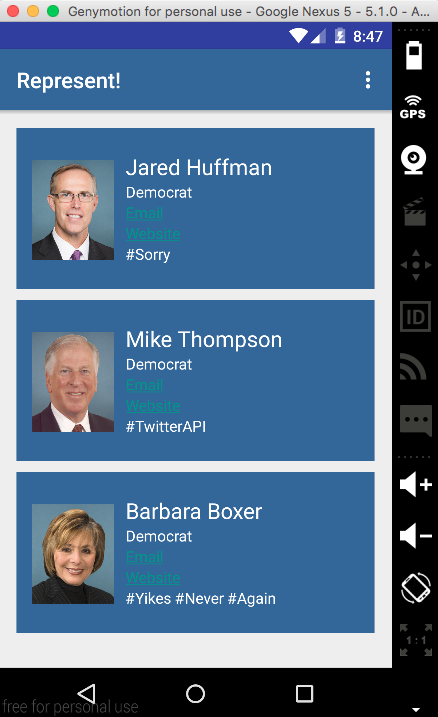 Genymotion for personal use - Google Nexus 5 - 5.1.0 - A...
8:47
GPS
Represent!
Jared Huffman
Democrat
Email
Website
#Sorry
ID
Mike Thompson
Democrat
Email
Website
#TwitterAPI
Barbara Boxer
Democrat
Email
Website
#Yikes #Never #Again
1:1
free for personal use